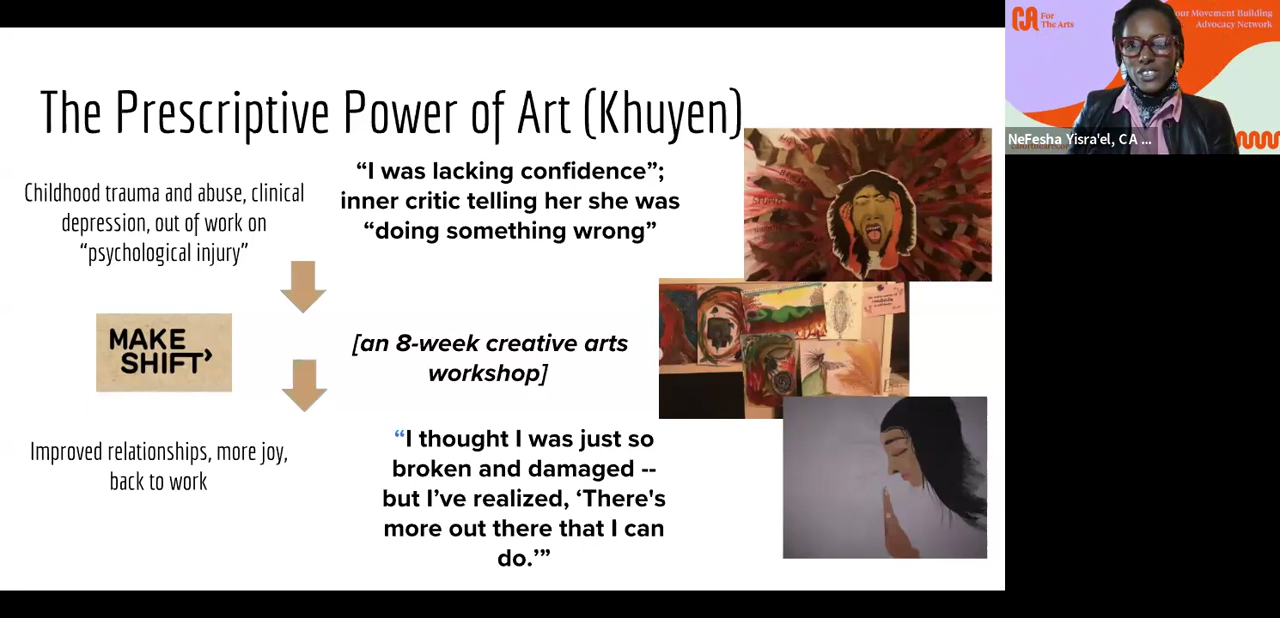 The Prescriptive Power of Art (Khuyen)
Childhood trauma and abuse, clinical
depression, out of work on
“psychological injury”
“I was lacking confidence”;
inner critic telling her she was
“doing something wrong”
MAKE
SHIFT›
[an 8-week creative arts
workshop]
Improved relationships, more joy,
back to work
“I thought I was just so
broken and damaged --
but I’ve realized, ‘There's
more out there that I can
do.’”
CA For
The Arts
our Movement Building
Advocacy Network
NeFesha Yisra'el, CA ...